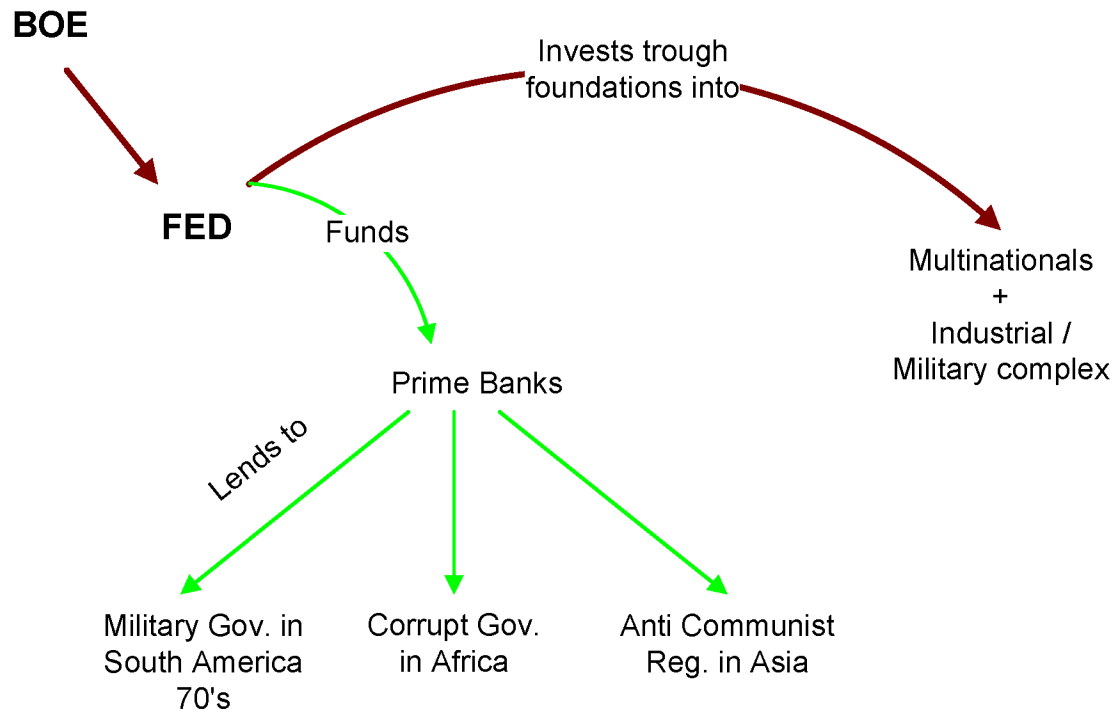 BOE
Invests trough
foundations into
FED
Funds
Multinationals
+
Industrial /
Military complex
Prime Banks
Lends to
Military Gov. in
South America
70's
Corrupt Gov.
in Africa
Anti Communist
Reg. in Asia